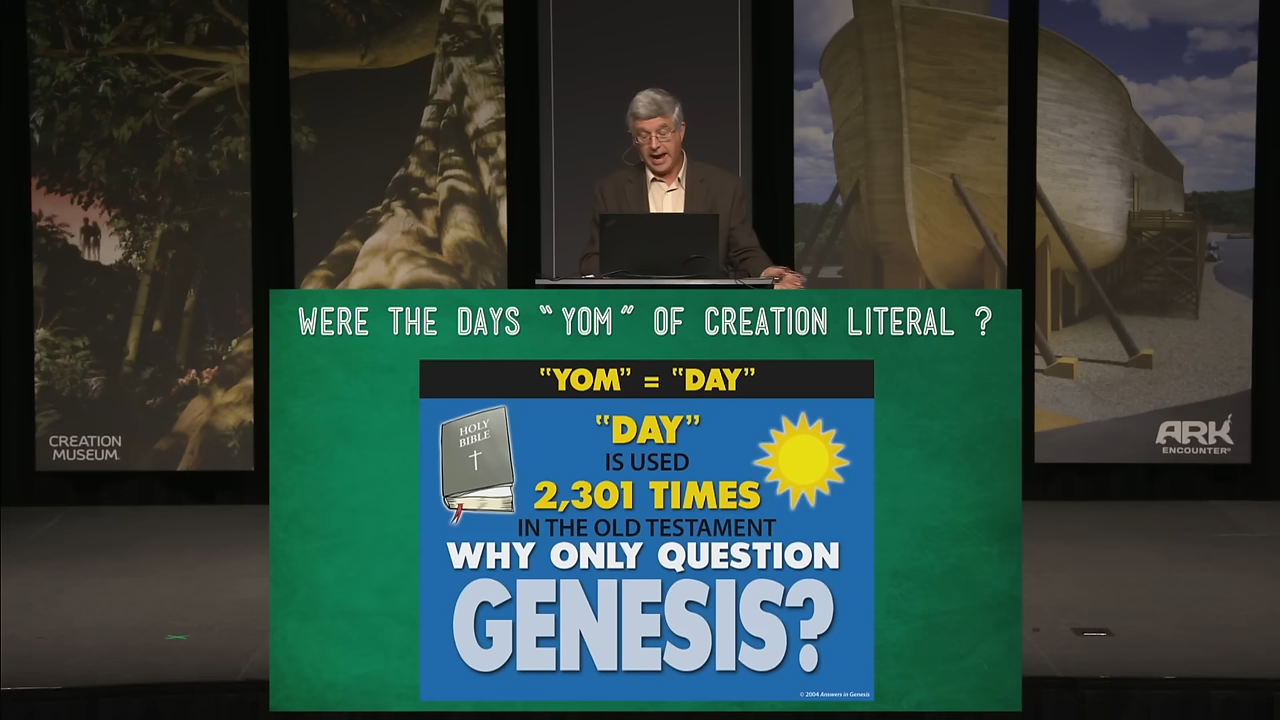 WERE THE DAYS “YOM” OF CREATION LITERAL ?
“YOM” = “DAY”
HOLY
BIBLE
“DAY”
IS USED
2,301 TIMES
IN THE OLD TESTAMENT
WHY ONLY QUESTION
GENESIS?
© 2004 Answers in Genesis
CREATION
MUSEUM.
ARK
ENCOUNTER®